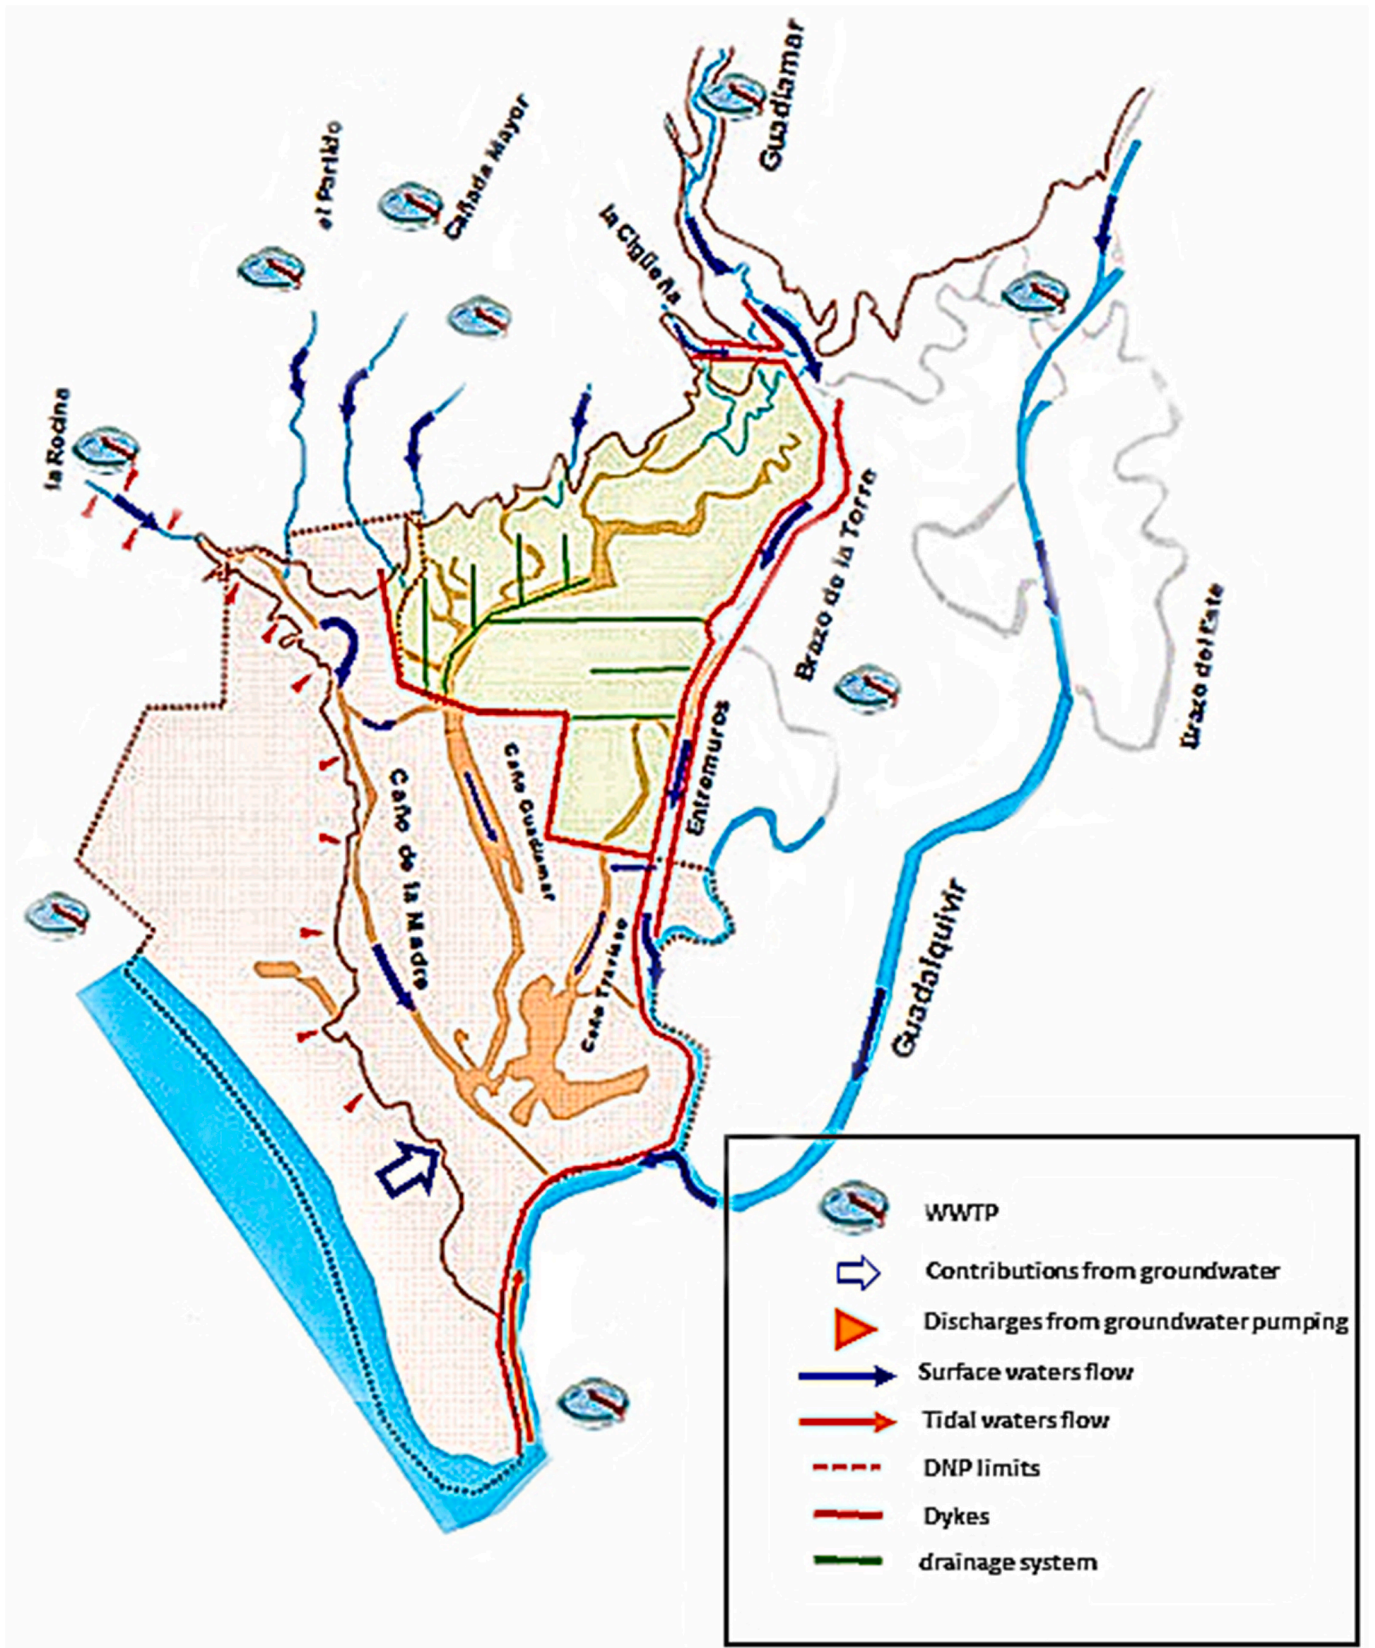 Guadiamar
el Partido
Cañada Mayor
la Cigüeña
la Rocina
Brazo de la Torre
Brazo del Este
Entremuros
Caño Guadiamar
Caño de la Madre
Caño Travieso
Guadalquivir
WWTP
Contributions from groundwater
Discharges from groundwater pumping
Surface waters flow
Tidal waters flow
DNP limits
Dykes
drainage system